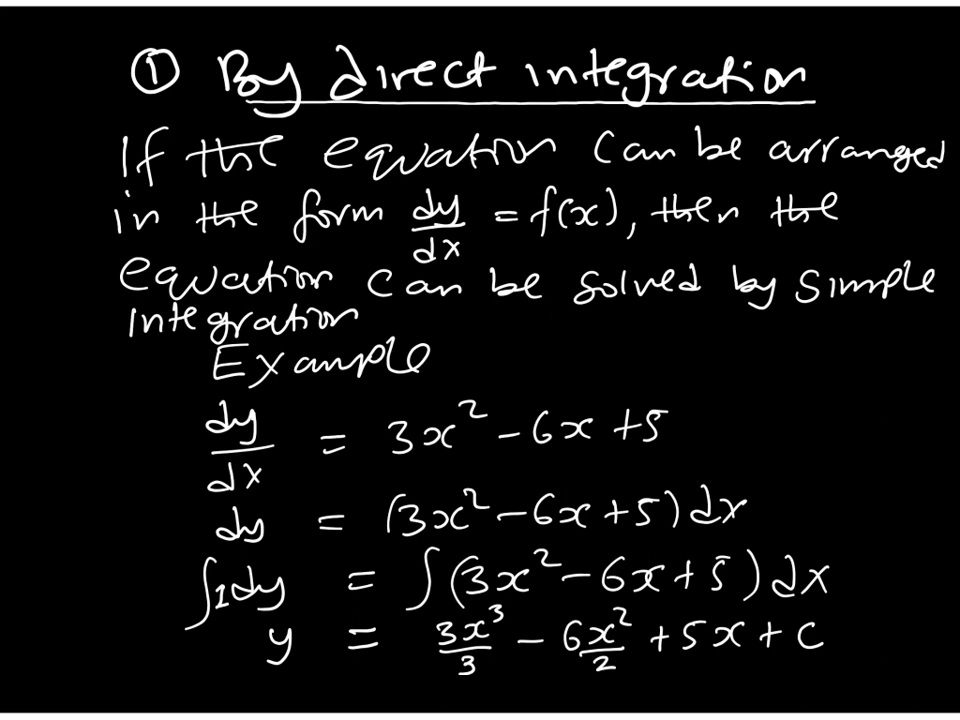 ① By direct integration
If the equation can be arranged
in the form dy/dx = f(x), then the
equation can be solved by simple
integration
Example
dy/dx = 3x² - 6x + 5
dy = (3x² - 6x + 5) dx
∫1dy = ∫(3x² - 6x + 5) dx
y = 3x³/3 - 6x²/2 + 5x + c